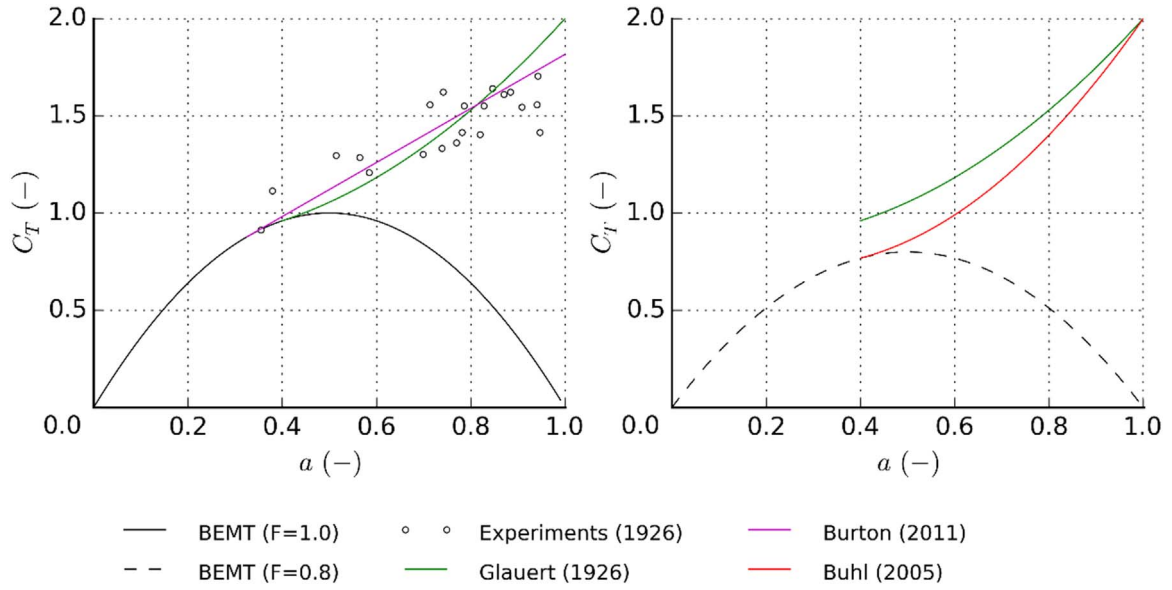 2.0
1.5
1.0
0.5
0.0
C_T (−)
0.2 0.4 0.6 0.8 1.0
a (−)
2.0
1.5
1.0
0.5
0.0
C_T (−)
0.2 0.4 0.6 0.8 1.0
a (−)
BEMT (F=1.0)
BEMT (F=0.8)
Experiments (1926)
Glauert (1926)
Burton (2011)
Buhl (2005)